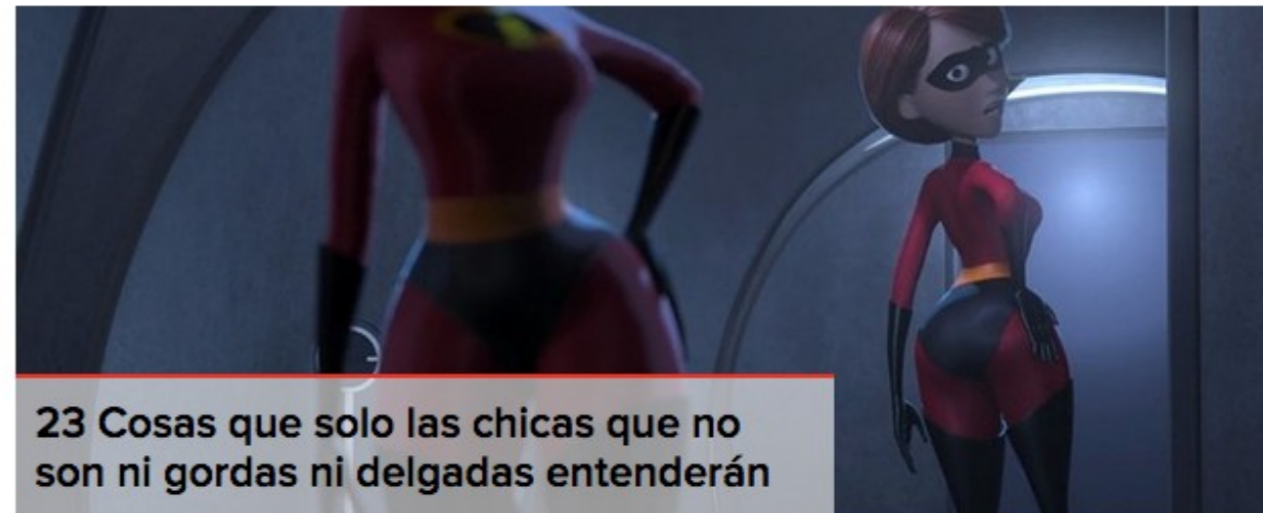 23 Cosas que solo las chicas que no
son ni gordas ni delgadas entenderán